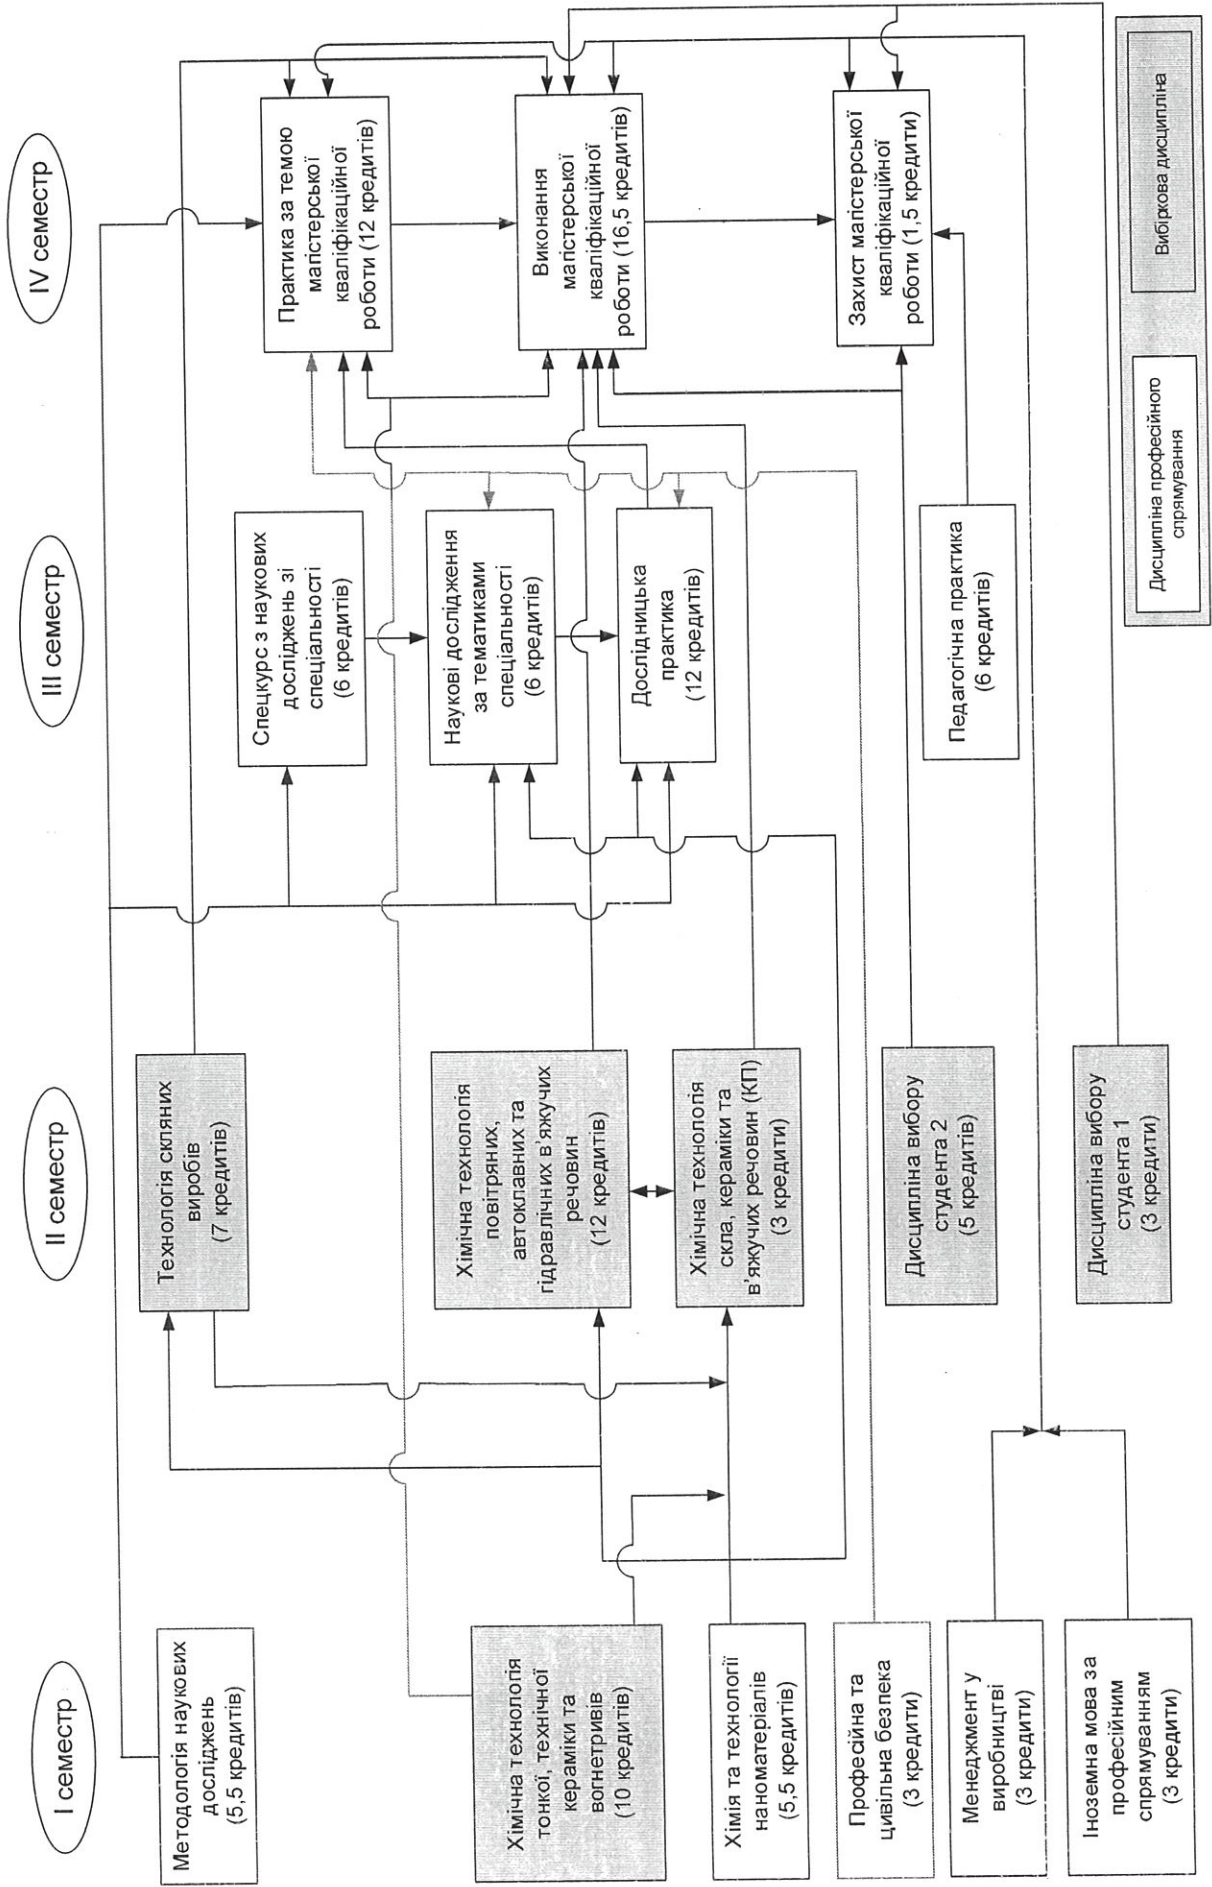 I семестр
II семестр
III семестр
IV семестр
Методологія наукових
досліджень
(5,5 кредитів)
Хімічна технологія
тонкої, технічної
кераміки та
вогнетривів
(10 кредитів)
Хімія та технології
наноматеріалів
(5,5 кредитів)
Професійна та
цивільна безпека
(3 кредити)
Менеджмент у
виробництві
(3 кредити)
Іноземна мова за
професійним
спрямуванням
(3 кредити)
Технологія скляних
виробів
(7 кредитів)
Хімічна технологія
повітряних,
автоклавних та
гідравлічних в'яжучих
речовин
(12 кредитів)
Хімічна технологія
скла, кераміки та
в'яжучих речовин (КП)
(3 кредити)
Дисципліна вибору
студента 2
(5 кредитів)
Дисципліна вибору
студента 1
(3 кредити)
Спецкурс з наукових
досліджень зі
спеціальності
(6 кредитів)
Наукові дослідження
за тематиками
спеціальності
(6 кредитів)
Дослідницька
практика
(12 кредитів)
Педагогічна практика
(6 кредитів)
Практика за темою
магістерської
кваліфікаційної
роботи (12 кредитів)
Виконання
магістерської
кваліфікаційної
роботи (16,5 кредитів)
Захист магістерської
кваліфікаційної
роботи (1,5 кредити)
Дисципліна професійного
спрямування
Вибіркова дисципліна